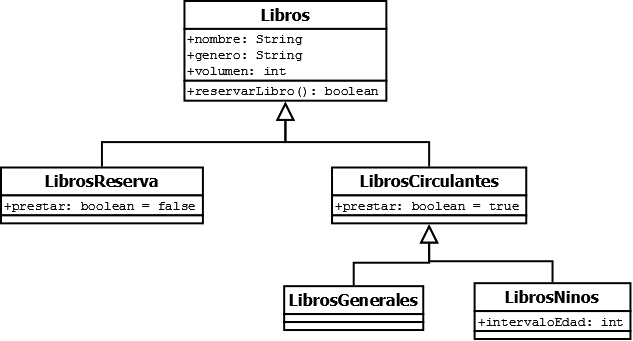 Libros
+nombre: String
+genero: String
+volumen: int
+reservarLibro(): boolean
LibrosReserva
+prestar: boolean = false
LibrosCirculantes
+prestar: boolean = true
LibrosGenerales
LibrosNinos
+intervaloEdad: int